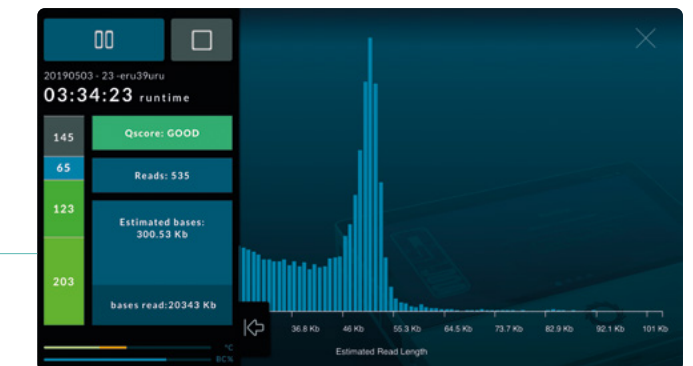 20190503 - 23 -eru39uru
03:34:23 runtime
145
65
123
203
Qscore: GOOD
Reads: 535
Estimated bases:
300.53 Kb
bases read:20343 Kb
°C
BC%
36.8 Kb 46 Kb 55.3 Kb 64.5 Kb 73.7 Kb 82.9 Kb 92.1 Kb 101 Kb
Estimated Read Length